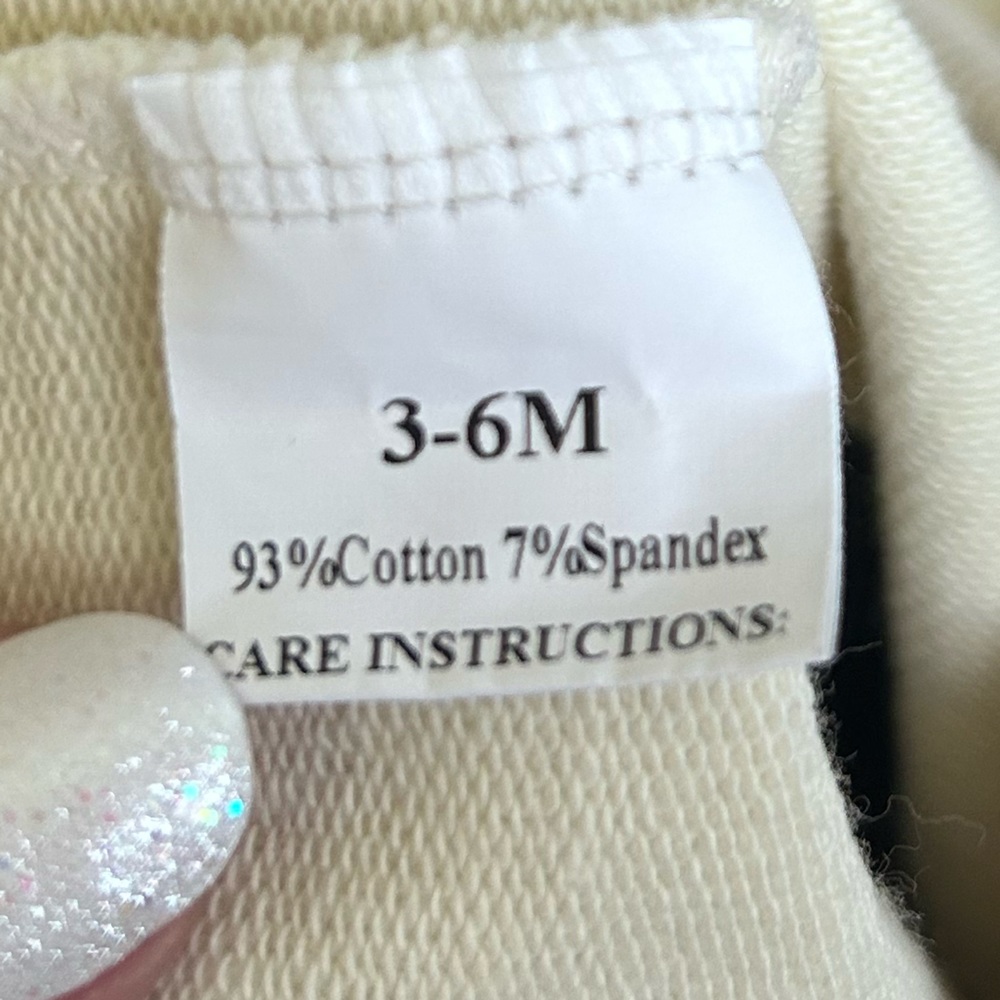 3-6M
93%Cotton 7%Spandex
CARE INSTRUCTIONS: